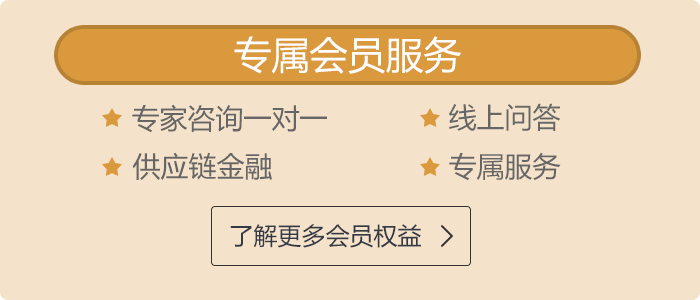 专属会员服务
专家咨询一对一
线上问答
供应链金融
专属服务
了解更多会员权益